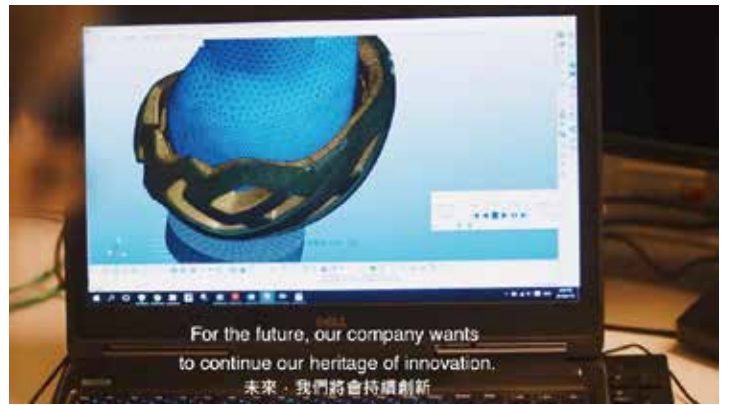 DELL
For the future, our company wants
to continue our heritage of innovation.
未來，我們將會持續創新